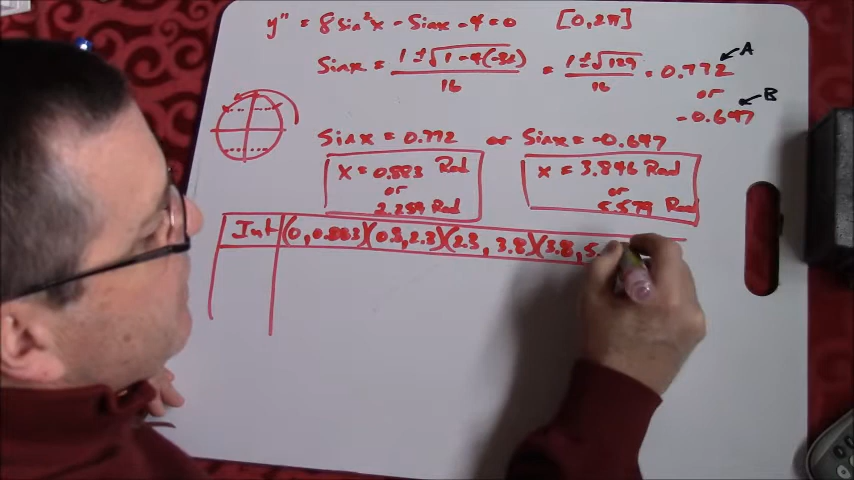 y" = 8 sin²x - Sinx - 4 = 0 [0, 2π]
Sinx = 1 ± √1 - 4(-32) / 16 = 1 ± √129 / 16 = 0.772 ← A
or
-0.647 ← B
Sinx = 0.772 or Sinx = -0.647
x = 0.883 Rad
or
2.259 Rad
x = 3.846 Rad
or
5.579 Rad
Int (0, 0.883) (0.8, 2.3) (2.3, 3.8) (3.8, 5.